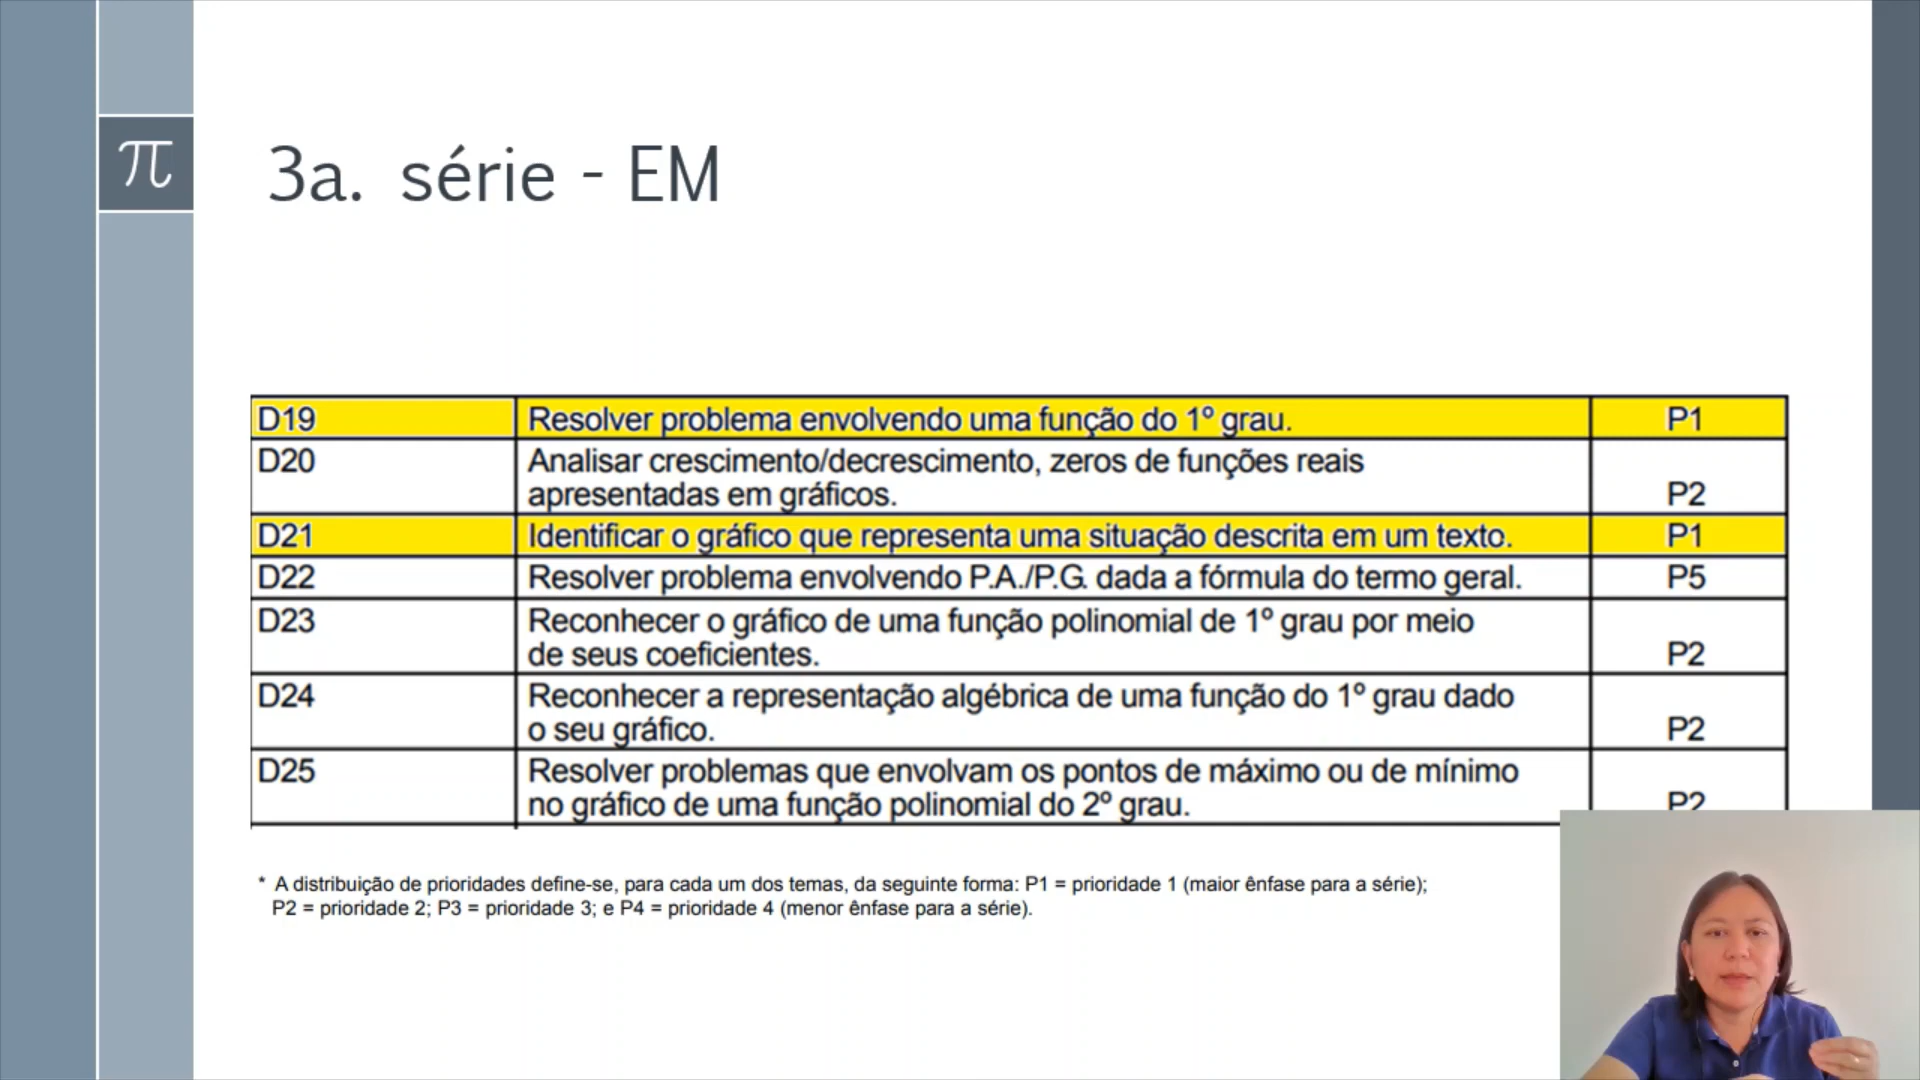 π
3a. série - EM
D19 Resolver problema envolvendo uma função do 1º grau. P1
D20 Analisar crescimento/decrescimento, zeros de funções reais
apresentadas em gráficos. P2
D21 Identificar o gráfico que representa uma situação descrita em um texto. P1
D22 Resolver problema envolvendo P.A./P.G. dada a fórmula do termo geral. P5
D23 Reconhecer o gráfico de uma função polinomial de 1º grau por meio
de seus coeficientes. P2
D24 Reconhecer a representação algébrica de uma função do 1º grau dado
o seu gráfico. P2
D25 Resolver problemas que envolvam os pontos de máximo ou de mínimo
no gráfico de uma função polinomial do 2º grau. P2
* A distribuição de prioridades define-se, para cada um dos temas, da seguinte forma: P1 = prioridade 1 (maior ênfase para a série);
P2 = prioridade 2; P3 = prioridade 3; e P4 = prioridade 4 (menor ênfase para a série).